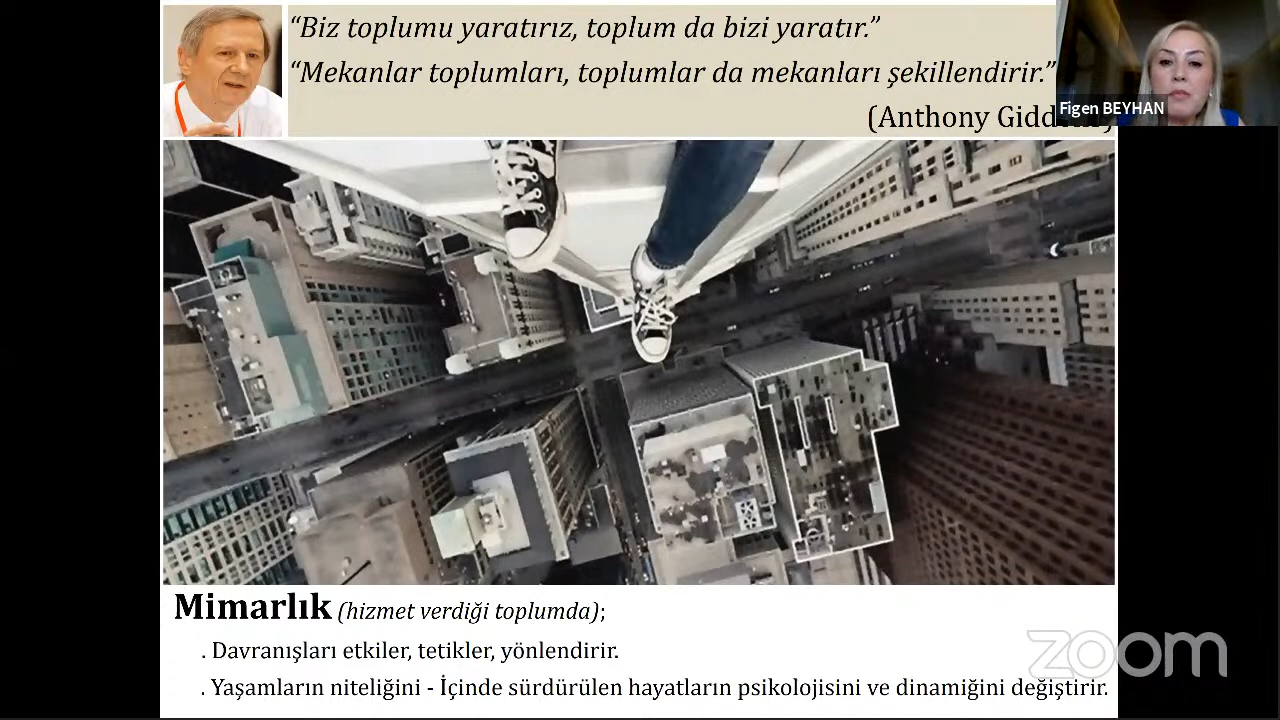 “Biz toplumu yaratırız, toplum da bizi yaratır.”
“Mekanlar toplumları, toplumlar da mekanları şekillendirir.”
(Anthony
Figen BEYHAN
Mimarlık (hizmet verdiği toplumda);
. Davranışları etkiler, tetikler, yönlendirir.
. Yaşamların niteliğini - İçinde sürdürülen hayatların psikolojisini ve dinamiğini değiştirir.
zoom